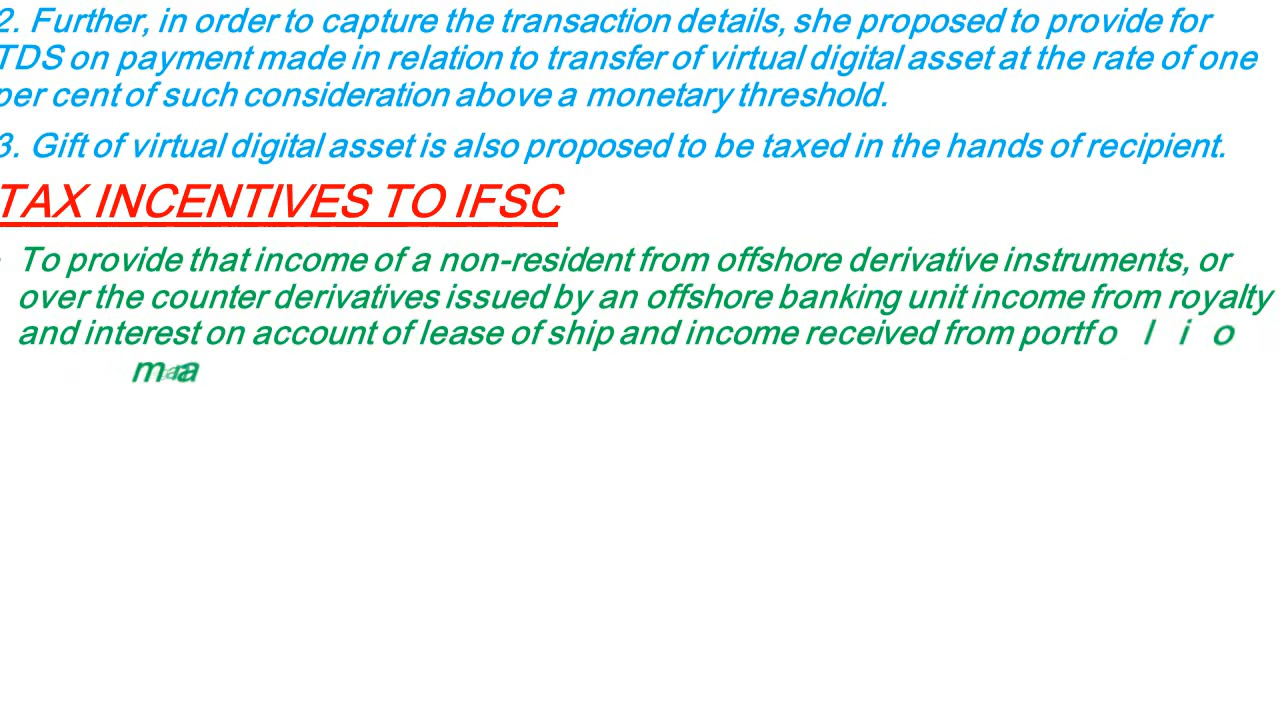 2. Further, in order to capture the transaction details, she proposed to provide for
TDS on payment made in relation to transfer of virtual digital asset at the rate of one
per cent of such consideration above a monetary threshold.
3. Gift of virtual digital asset is also proposed to be taxed in the hands of recipient.
TAX INCENTIVES TO IFSC
To provide that income of a non-resident from offshore derivative instruments, or
over the counter derivatives issued by an offshore banking unit income from royalty
and interest on account of lease of ship and income received from portfolio